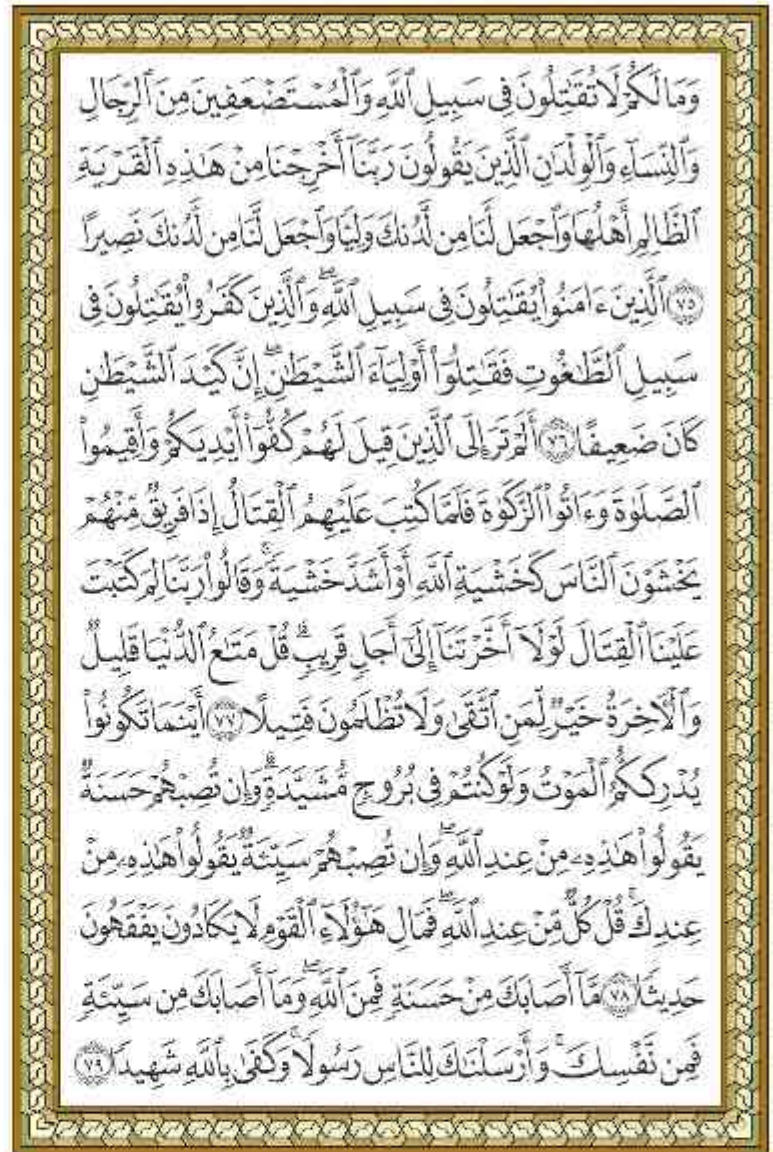 وَمَا لَكُمْ لَا تُقَٰتِلُونَ فِى سَبِيلِ ٱللَّهِ وَٱلْمُسْتَضْعَفِينَ مِنَ ٱلرِّجَالِ
وَٱلنِّسَآءِ وَٱلْوِلْدَٰنِ ٱلَّذِينَ يَقُولُونَ رَبَّنَآ أَخْرِجْنَا مِنْ هَٰذِهِ ٱلْقَرْيَةِ
ٱلظَّالِمِ أَهْلُهَا وَٱجْعَل لَّنَا مِن لَّدُنكَ وَلِيًّا وَٱجْعَل لَّنَا مِن لَّدُنكَ نَصِيرًا
﴿٧٥﴾ ٱلَّذِينَ ءَامَنُوا۟ يُقَٰتِلُونَ فِى سَبِيلِ ٱللَّهِ ۖ وَٱلَّذِينَ كَفَرُوا۟ يُقَٰتِلُونَ فِى
سَبِيلِ ٱلطَّٰغُوتِ فَقَٰتِلُوٓا۟ أَوْلِيَآءَ ٱلشَّيْطَٰنِ ۖ إِنَّ كَيْدَ ٱلشَّيْطَٰنِ
كَانَ ضَعِيفًا ﴿٧٦﴾ أَلَمْ تَرَ إِلَى ٱلَّذِينَ قِيلَ لَهُمْ كُفُّوٓا۟ أَيْدِيَكُمْ وَأَقِيمُوا۟
ٱلصَّلَوٰةَ وَءَاتُوا۟ ٱلزَّكَوٰةَ فَلَمَّا كُتِبَ عَلَيْهِمُ ٱلْقِتَالُ إِذَا فَرِيقٌ مِّنْهُمْ
يَخْشَوْنَ ٱلنَّاسَ كَخَشْيَةِ ٱللَّهِ أَوْ أَشَدَّ خَشْيَةً ۚ وَقَالُوا۟ رَبَّنَا لِمَ كَتَبْتَ
عَلَيْنَا ٱلْقِتَالَ لَوْلَآ أَخَّرْتَنَآ إِلَىٰٓ أَجَلٍ قَرِيبٍ ۗ قُلْ مَتَٰعُ ٱلدُّنْيَا قَلِيلٌ
وَٱلْءَاخِرَةُ خَيْرٌ لِّمَنِ ٱتَّقَىٰ وَلَا تُظْلَمُونَ فَتِيلًا ﴿٧٧﴾ أَيْنَمَا تَكُونُوا۟
يُدْرِككُّمُ ٱلْمَوْتُ وَلَوْ كُنتُمْ فِى بُرُوجٍ مُّشَيَّدَةٍ ۗ وَإِن تُصِبْهُمْ حَسَنَةٌ
يَقُولُوا۟ هَٰذِهِۦ مِنْ عِندِ ٱللَّهِ ۖ وَإِن تُصِبْهُمْ سَيِّئَةٌ يَقُولُوا۟ هَٰذِهِۦ مِنْ
عِندِكَ ۚ قُلْ كُلٌّ مِّنْ عِندِ ٱللَّهِ ۖ فَمَالِ هَٰٓؤُلَآءِ ٱلْقَوْمِ لَا يَكَادُونَ يَفْقَهُونَ
حَدِيثًا ﴿٧٨﴾ مَّآ أَصَابَكَ مِنْ حَسَنَةٍ فَمِنَ ٱللَّهِ ۖ وَمَآ أَصَابَكَ مِن سَيِّئَةٍ
فَمِن نَّفْسِكَ ۚ وَأَرْسَلْنَٰكَ لِلنَّاسِ رَسُولًا ۚ وَكَفَىٰ بِٱللَّهِ شَهِيدًا ﴿٧٩﴾